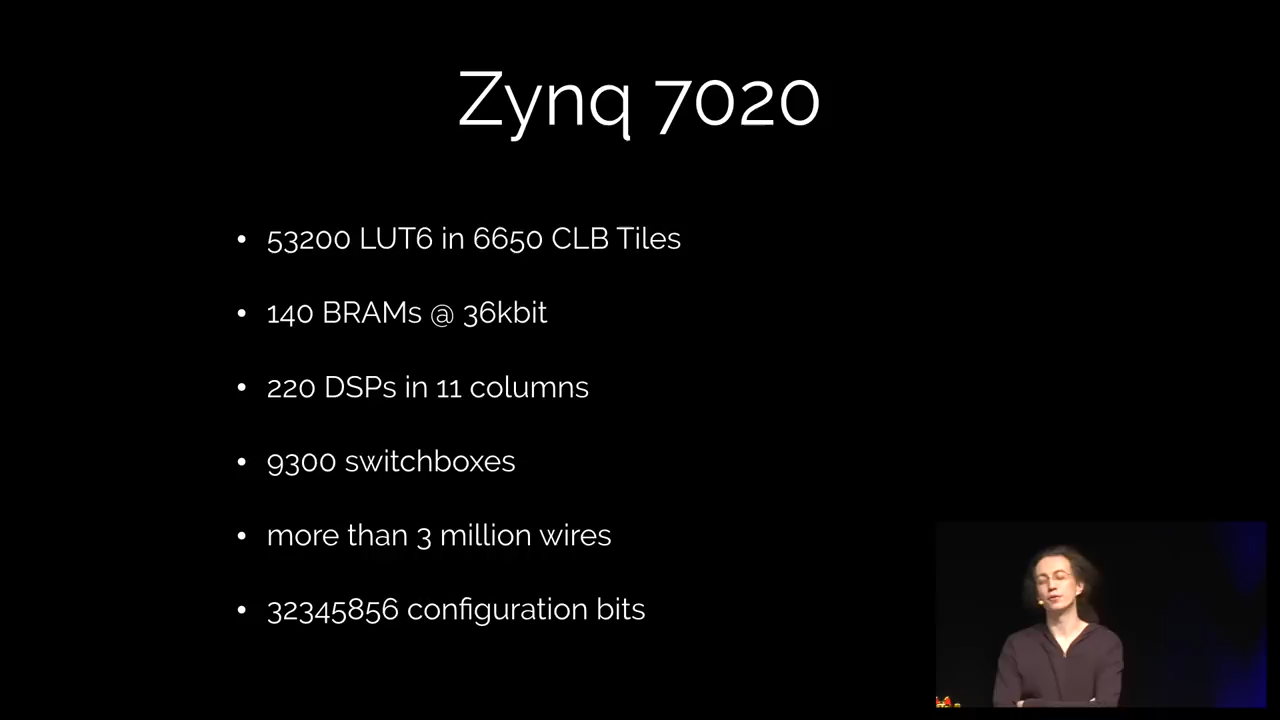 Zynq 7020
• 53200 LUT6 in 6650 CLB Tiles
• 140 BRAMs @ 36kbit
• 220 DSPs in 11 columns
• 9300 switchboxes
• more than 3 million wires
• 32345856 configuration bits